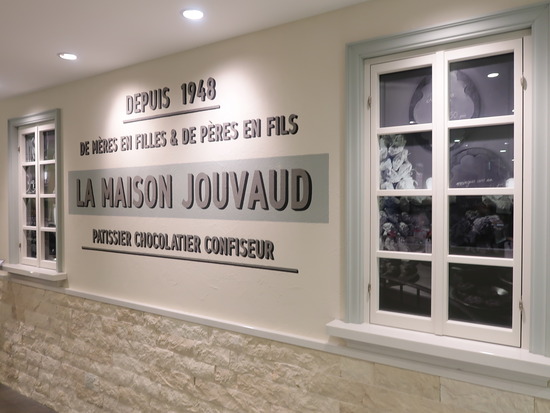 DEPUIS 1948
DE MÈRES EN FILLES & DE PÈRES EN FILS
LA MAISON JOUVAUD
PATISSIER CHOCOLATIER CONFISEUR